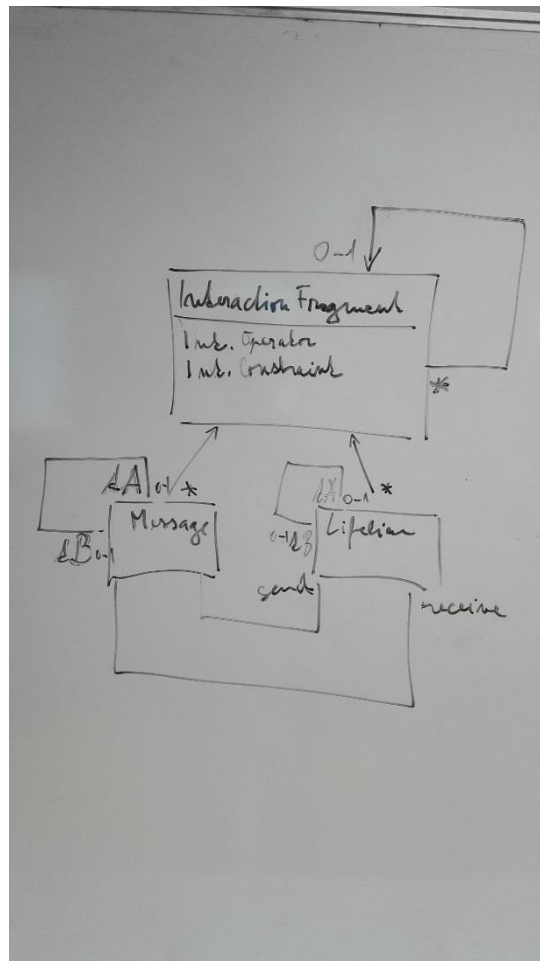 0-1
Interaction Fragment
Int. Operator
Int. Constraint
*
0-1 *
0-1 *
Message
Lifeline
0-1
0-1
send
receive